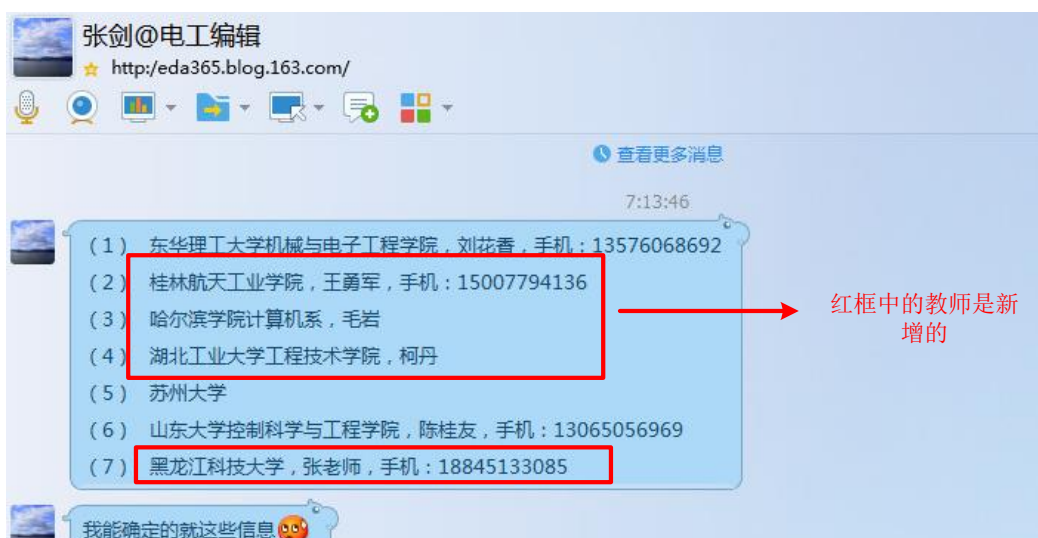 张剑@电工编辑
http:/eda365.blog.163.com/
查看更多消息
7:13:46
(1) 东华理工大学机械与电子工程学院，刘花香，手机：13576068692
(2) 桂林航天工业学院，王勇军，手机：15007794136
(3) 哈尔滨学院计算机系，毛岩
(4) 湖北工业大学工程技术学院，柯丹
(5) 苏州大学
(6) 山东大学控制科学与工程学院，陈桂友，手机：13065056969
(7) 黑龙江科技大学，张老师，手机：18845133085
红框中的教师是新
增的
我能确定的就这些信息